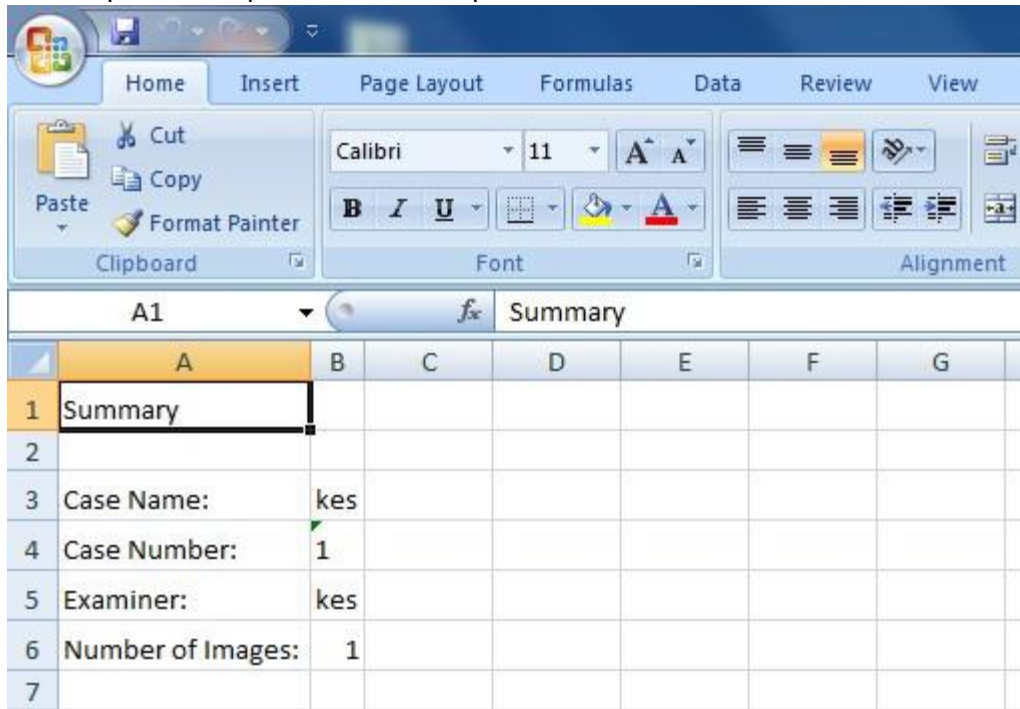 Home Insert Page Layout Formulas Data Review View
Cut
Copy
Paste
Format Painter
Clipboard
Calibri 11 A A
B I U A
Font
a
Alignment
A1 fx Summary
A B C D E F G
1 Summary
2
3 Case Name: kes
4 Case Number: 1
5 Examiner: kes
6 Number of Images: 1
7